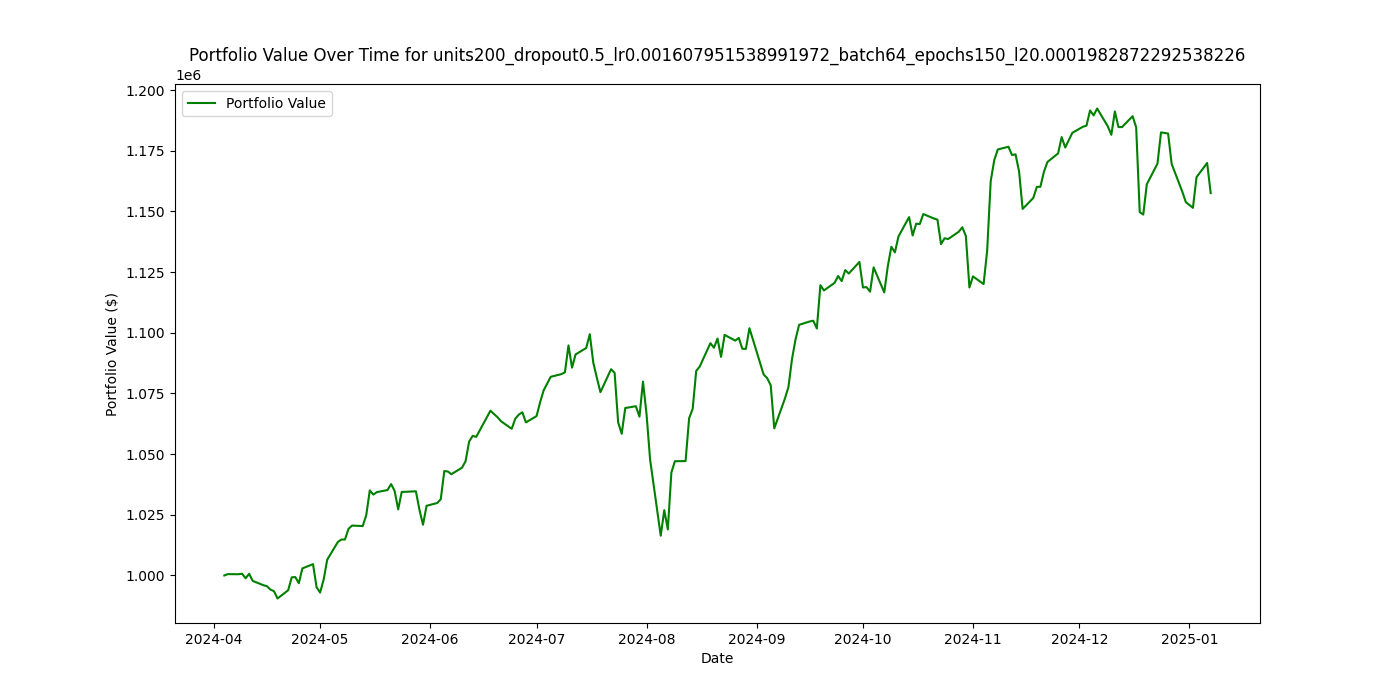 Portfolio Value Over Time for units200_dropout0.5_lr0.001607951538991972_batch64_epochs150_l20.0001982872292538226
1e6
Portfolio Value
1.200
1.175
1.150
1.125
1.100
1.075
1.050
1.025
1.000
Portfolio Value ($)
2024-04 2024-05 2024-06 2024-07 2024-08 2024-09 2024-10 2024-11 2024-12 2025-01
Date